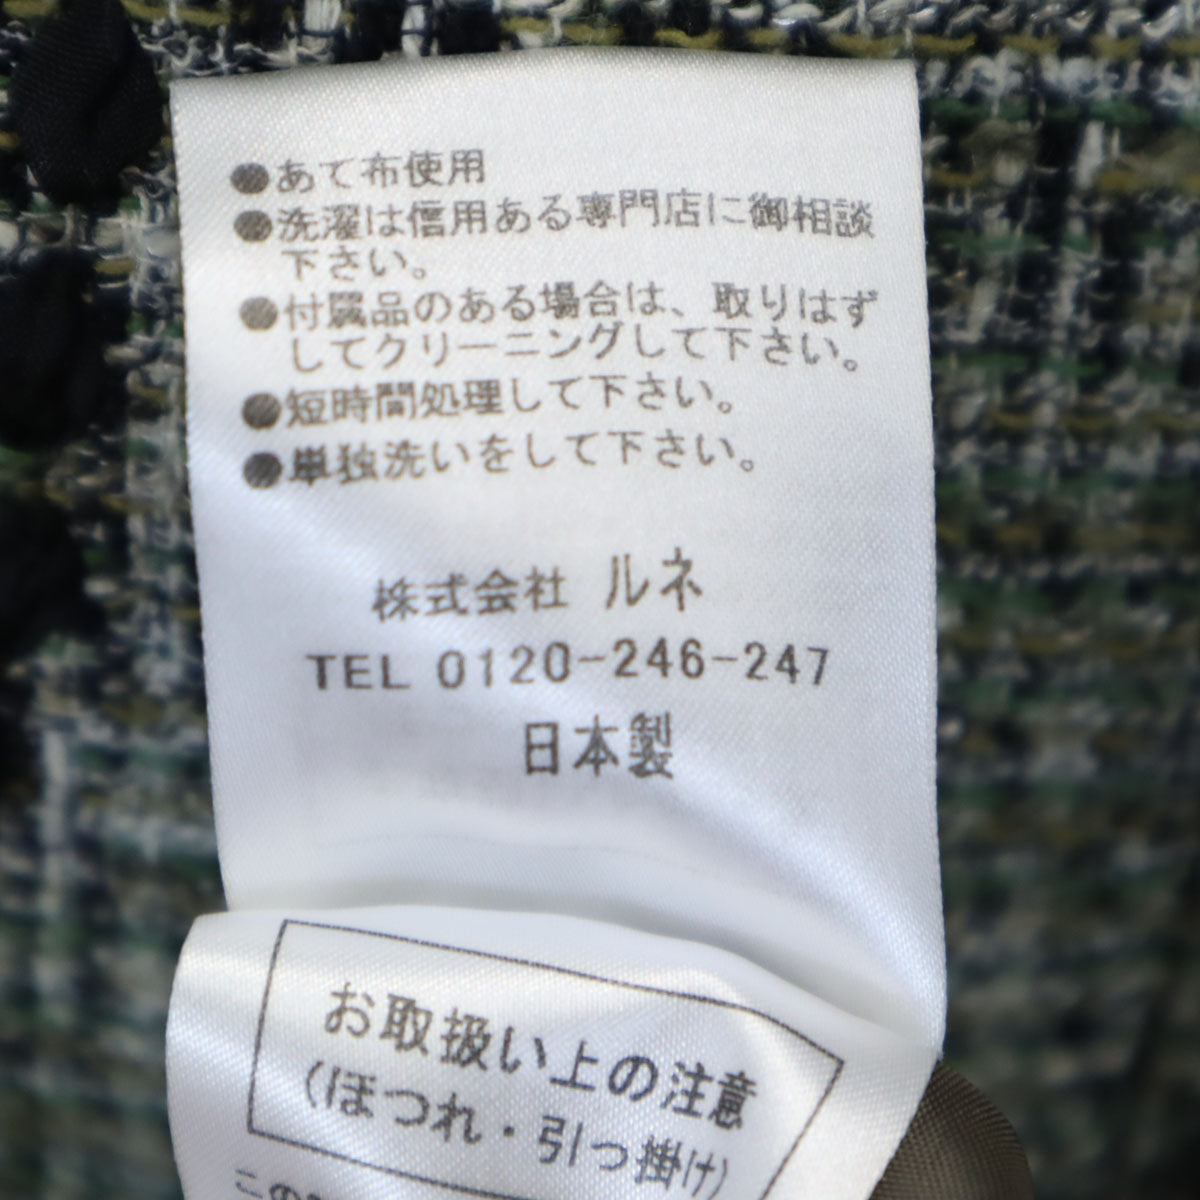 ●あて布使用
●洗濯は信用ある専門店に御相談
下さい。
●付属品のある場合は、取りはず
してクリーニングして下さい。
●短時間処理して下さい。
●単独洗いをして下さい。
株式会社 ルネ
TEL 0120-246-247
日本製
お取扱い上の注意
(ほつれ・引っ掛け)
この